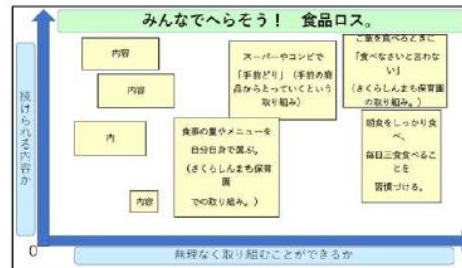 みんなでへらそう！ 食品ロス。
内容
内容
内
内容
スーパーやコンビで
「手前どり」（手前の商
品からとっていくという
取り組み）
ご飯を食べるときに
「食べなさいと言わな
い」
（さくらしんまち保育園
の取り組み。）
食事の量やメニューを
自分自身で選ぶ。
（さくらしんまち保育
園
での取り組み。）
朝食をしっかり食
べ、
毎日三食食べるこ
とを
習慣づける。
続けられる内容か
0
無理なく取り組むことができるか